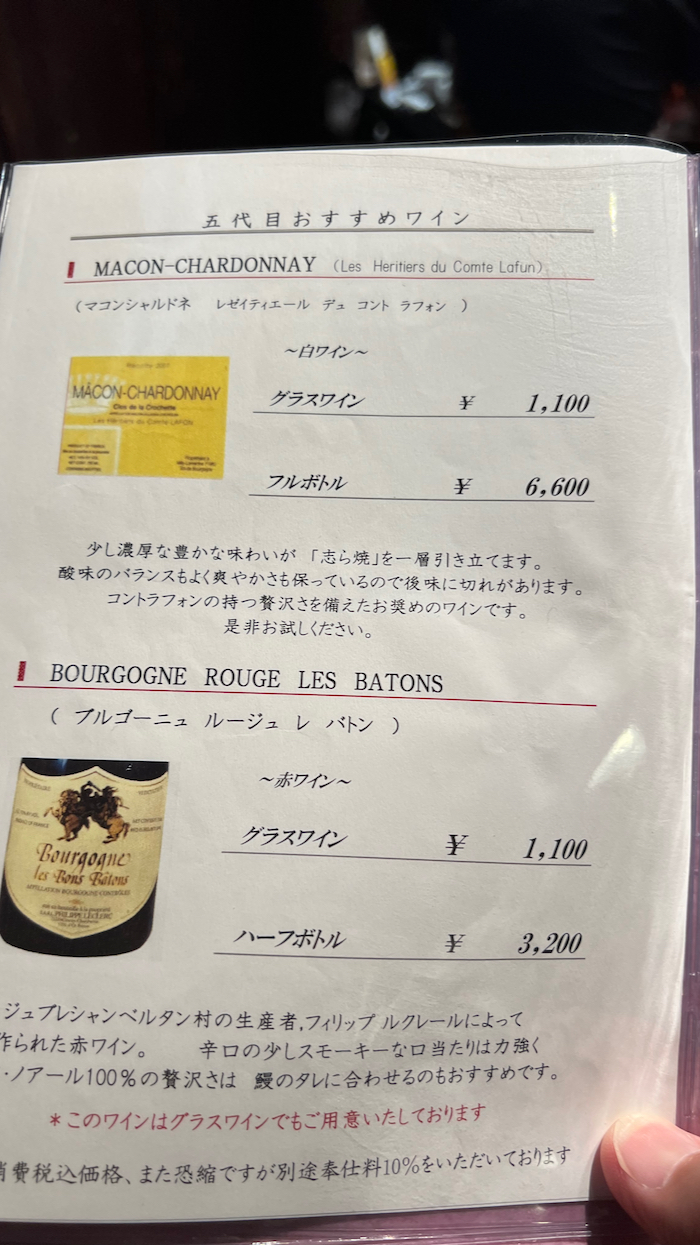 五代目おすすめワイン
MACON-CHARDONNAY (Les Heritiers du Comte Lafun)
(マコンシャルドネ レゼイティエール デュ コント ラフォン )
~白ワイン~
MÂCON-CHARDONNAY
Clos de la Crochette
Les Héritiers du Comte LAFON
グラスワイン ¥ 1,100
フルボトル ¥ 6,600
少し濃厚な豊かな味わいが 「志ら焼」を一層引き立てます。
酸味のバランスもよく爽やかさも保っているので後味に切れがあります。
コントラフォンの持つ贅沢さを備えたお奨めのワインです。
是非お試しください。
BOURGOGNE ROUGE LES BATONS
( ブルゴーニュ ルージュ レ バトン )
~赤ワイン~
Bourgogne
les Bons Bâtons
APPELLATION BOURGOGNE CONTRÔLÉE
PHILIPPE LECLERC
グラスワイン ¥ 1,100
ハーフボトル ¥ 3,200
ジュブレシャンベルタン村の生産者,フィリップ ルクレールによって
作られた赤ワイン。 辛口の少しスモーキーな口当たりは力強く
・ノアール100%の贅沢さは 鰻のタレに合わせるのもおすすめです。
*このワインはグラスワインでもご用意いたしております
消費税込価格、また恐縮ですが別途奉仕料10%をいただいております